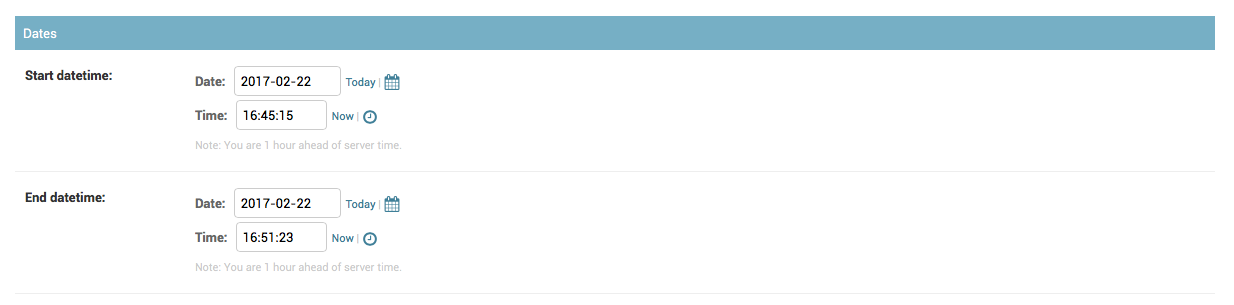 Dates
Start datetime: Date: 2017-02-22 Today |
Time: 16:45:15 Now |
Note: You are 1 hour ahead of server time.
End datetime: Date: 2017-02-22 Today |
Time: 16:51:23 Now |
Note: You are 1 hour ahead of server time.